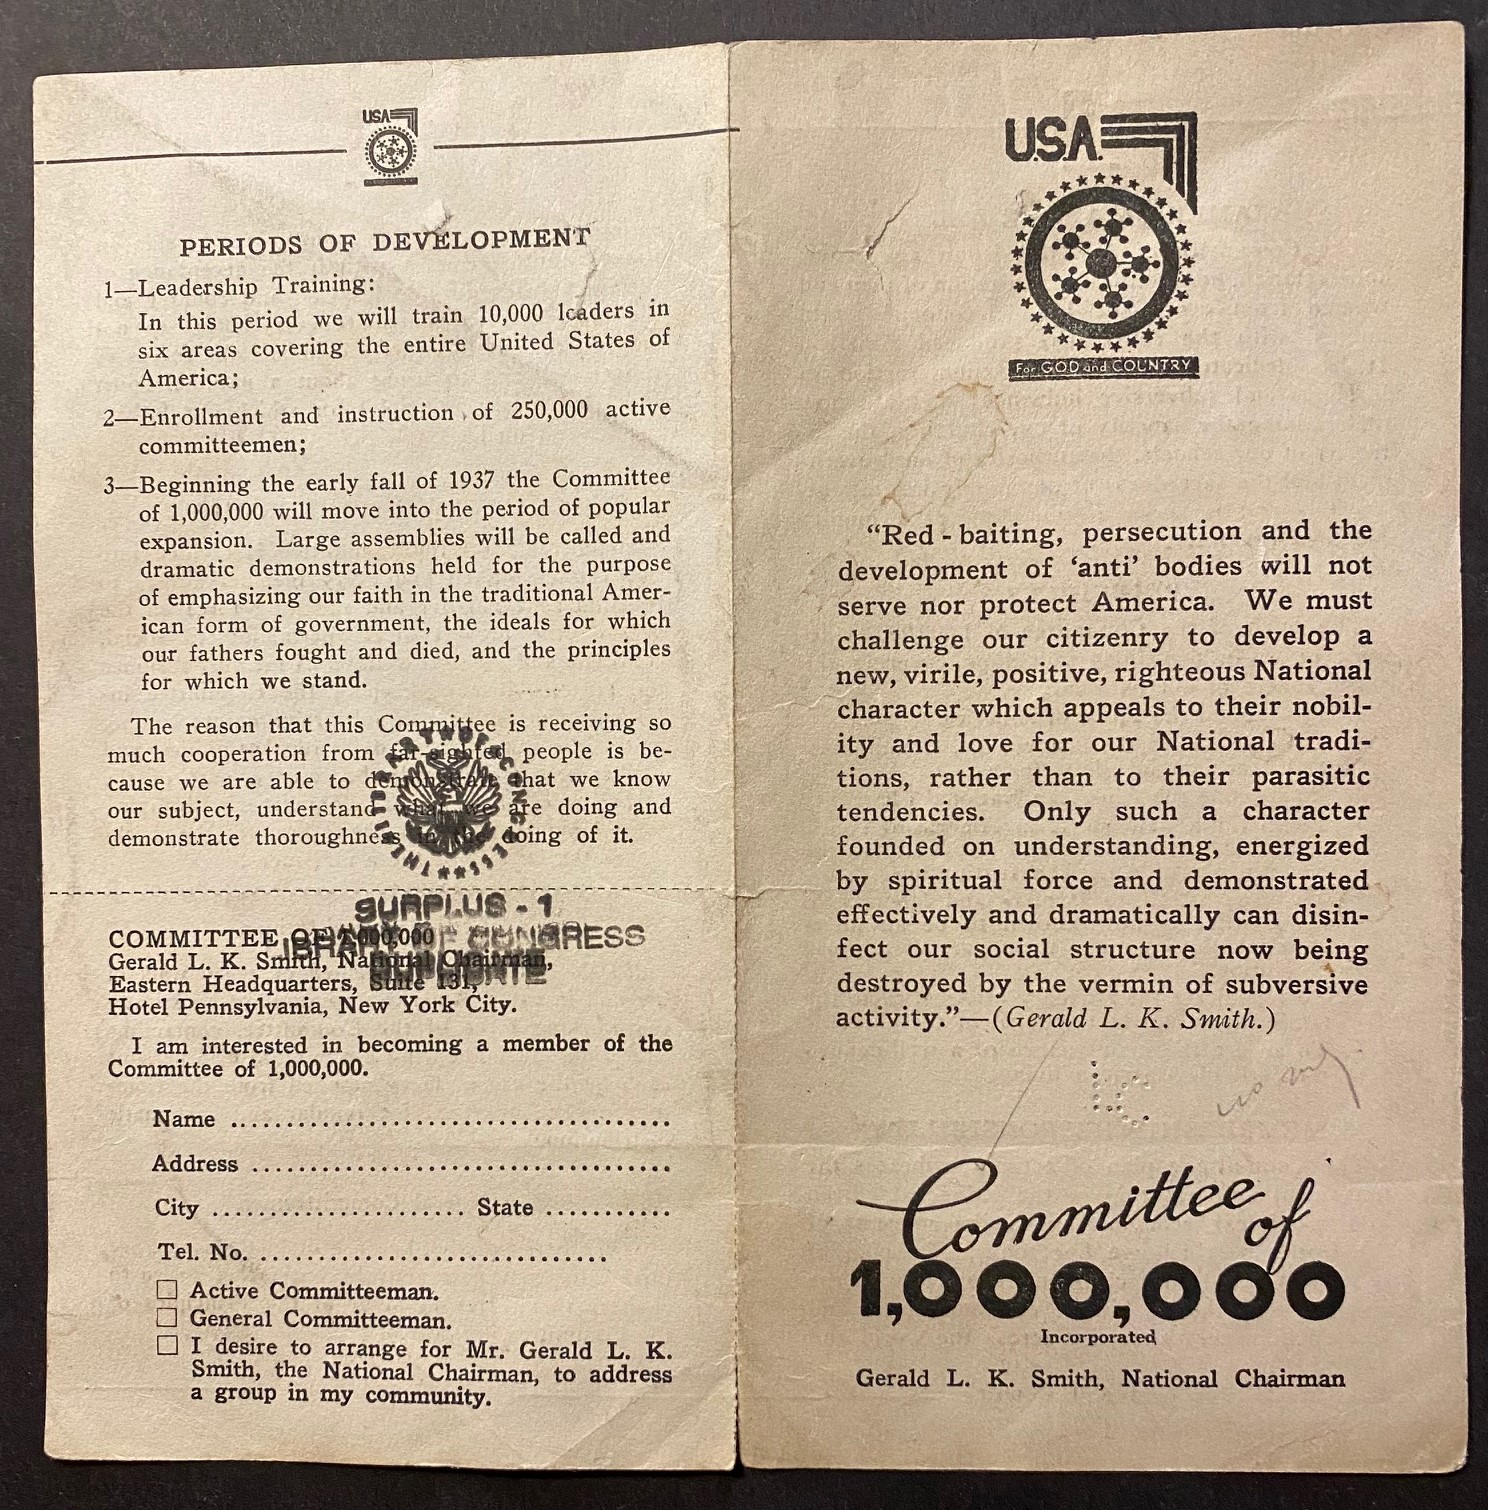 USA
PERIODS OF DEVELOPMENT
1—Leadership Training:
In this period we will train 10,000 leaders in
six areas covering the entire United States of
America;
2—Enrollment and instruction of 250,000 active
committeemen;
3—Beginning the early fall of 1937 the Committee
of 1,000,000 will move into the period of popular
expansion. Large assemblies will be called and
dramatic demonstrations held for the purpose
of emphasizing our faith in the traditional Amer-
ican form of government, the ideals for which
our fathers fought and died, and the principles
for which we stand.
The reason that this Committee is receiving so
much cooperation from far-sighted people is be-
cause we are able to demonstrate that we know
our subject, understand what we are doing and
demonstrate thoroughness in the doing of it.
SURPLUS - 1
LIBRARY OF CONGRESS
DUPLICATE
COMMITTEE OF 1,000,000
Gerald L. K. Smith, National Chairman,
Eastern Headquarters, Suite 131,
Hotel Pennsylvania, New York City.
I am interested in becoming a member of the
Committee of 1,000,000.
Name ......................................
Address ....................................
City ...................... State ...........
Tel. No. ..............................
☐ Active Committeeman.
☐ General Committeeman.
☐ I desire to arrange for Mr. Gerald L. K.
Smith, the National Chairman, to address
a group in my community.
U.S.A.
For GOD and COUNTRY
“Red - baiting, persecution and the
development of ‘anti’ bodies will not
serve nor protect America. We must
challenge our citizenry to develop a
new, virile, positive, righteous National
character which appeals to their nobil-
ity and love for our National tradi-
tions, rather than to their parasitic
tendencies. Only such a character
founded on understanding, energized
by spiritual force and demonstrated
effectively and dramatically can disin-
fect our social structure now being
destroyed by the vermin of subversive
activity.”—(Gerald L. K. Smith.)
LC
Committee
of
1,000,000
Incorporated
Gerald L. K. Smith, National Chairman